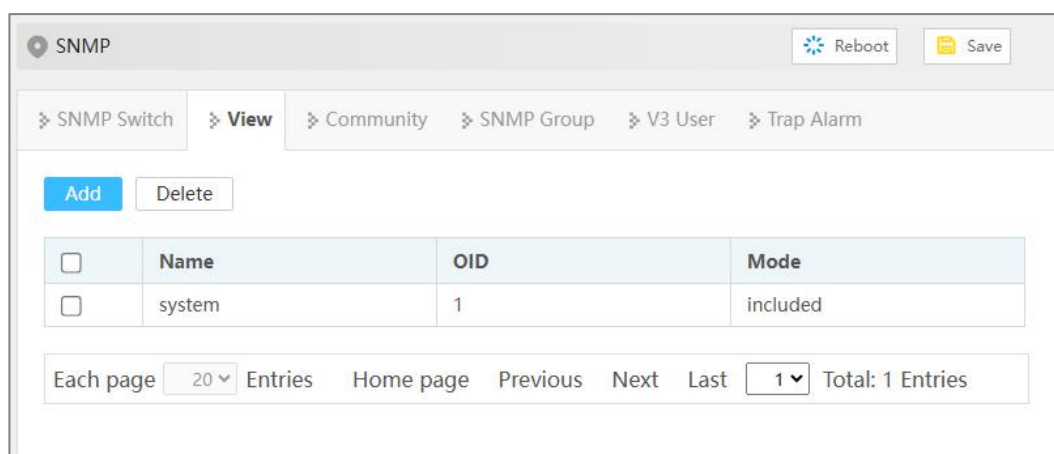 SNMP Reboot Save
SNMP Switch View Community SNMP Group V3 User Trap Alarm
Add Delete
Name OID Mode
system 1 included
Each page 20 Entries Home page Previous Next Last 1 Total: 1 Entries